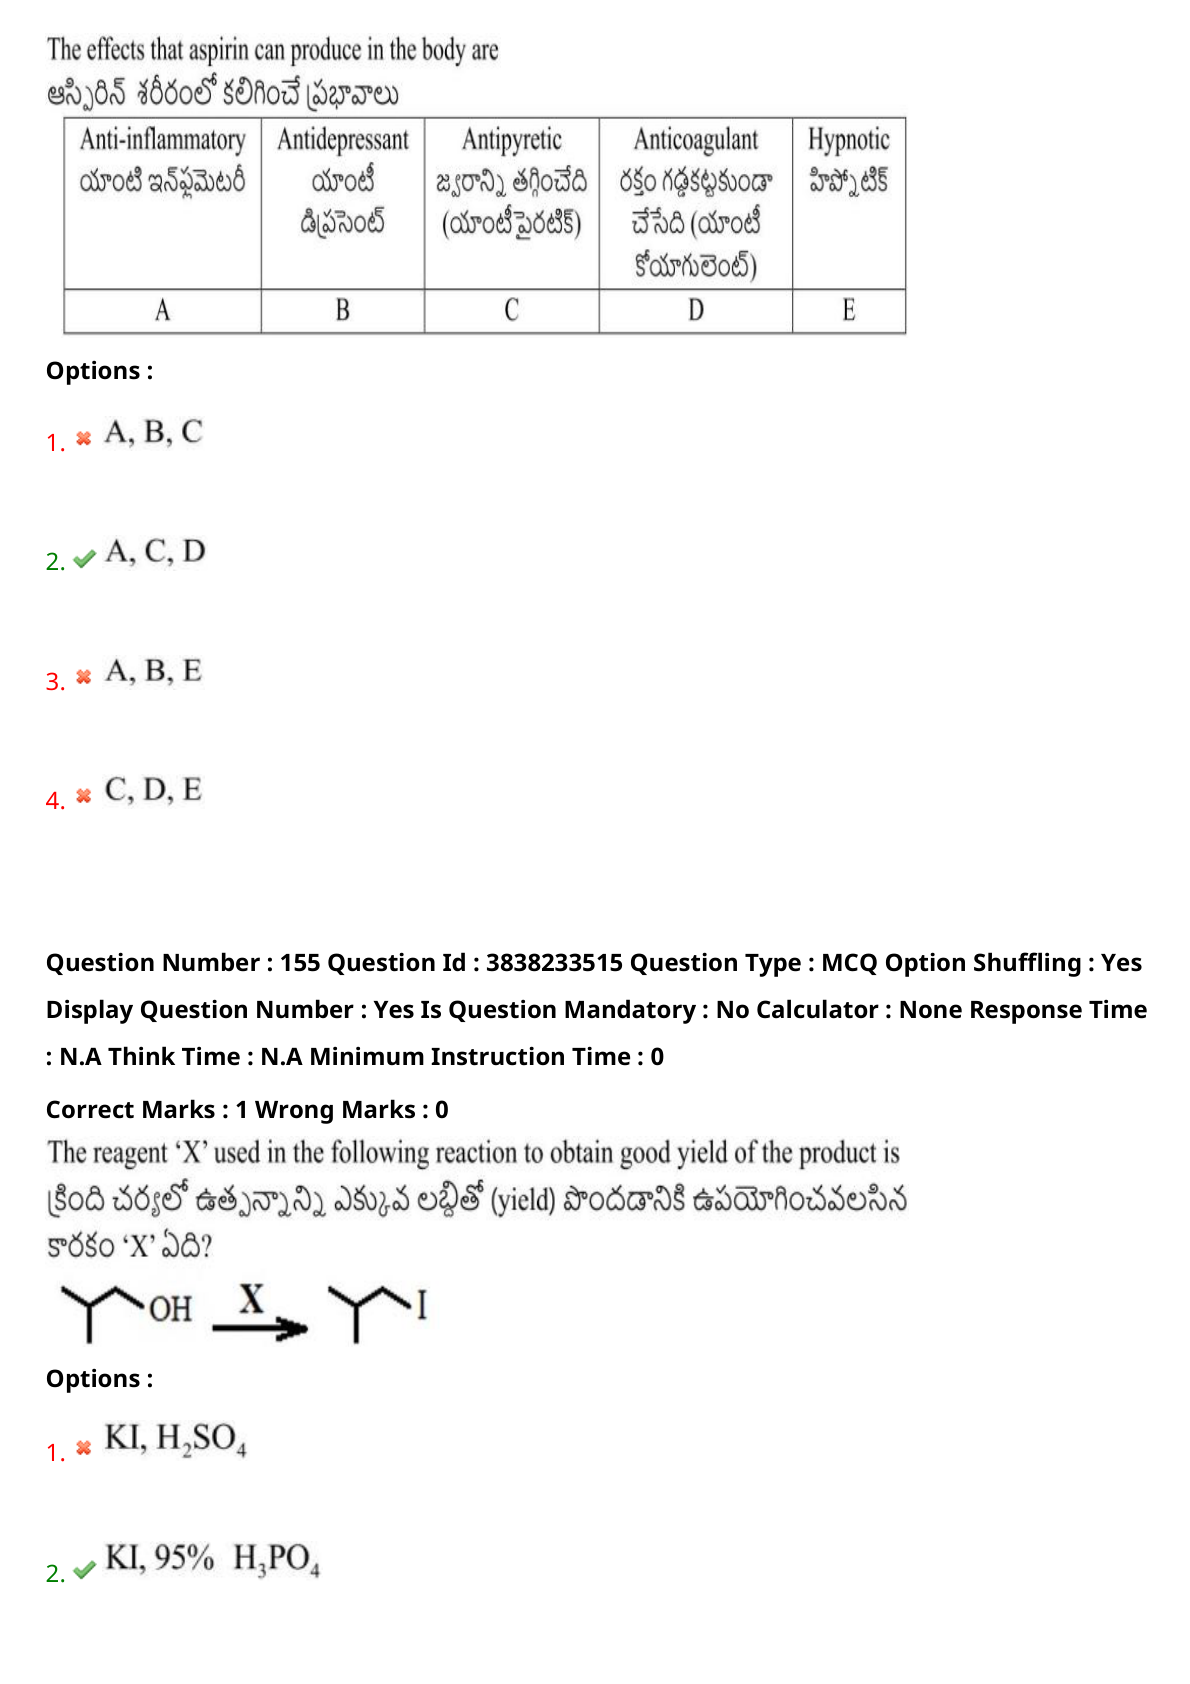 The effects that aspirin can produce in the body are
ఆస్పిరిన్ శరీరంలో కలిగించే ప్రభావాలు
Anti-inflammatory Antidepressant Antipyretic Anticoagulant Hypnotic
యాంటి ఇన్‌ఫ్లమెటరీ యాంటీ జ్వరాన్ని తగ్గించేది రక్తం గడ్డకట్టకుండా హిప్నోటిక్
డిప్రసెంట్ (యాంటీపైరటిక్) చేసేది (యాంటీ
కోయాగులెంట్)
A B C D E
Options :
1. A, B, C
2. A, C, D
3. A, B, E
4. C, D, E
Question Number : 155 Question Id : 3838233515 Question Type : MCQ Option Shuffling : Yes
Display Question Number : Yes Is Question Mandatory : No Calculator : None Response Time
: N.A Think Time : N.A Minimum Instruction Time : 0
Correct Marks : 1 Wrong Marks : 0
The reagent ‘X’ used in the following reaction to obtain good yield of the product is
క్రింది చర్యలో ఉత్పన్నాన్ని ఎక్కువ లబ్దితో (yield) పొందడానికి ఉపయోగించవలసిన
కారకం ‘X’ ఏది?
OH X I
Options :
1. KI, H₂SO₄
2. KI, 95% H₃PO₄